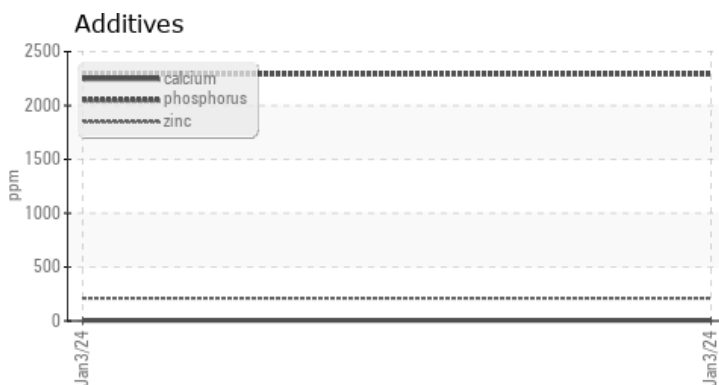 Additives
2500
2000
1500
1000
500
0
ppm
calcium
phosphorus
zinc
Jan3/24
Jan3/24